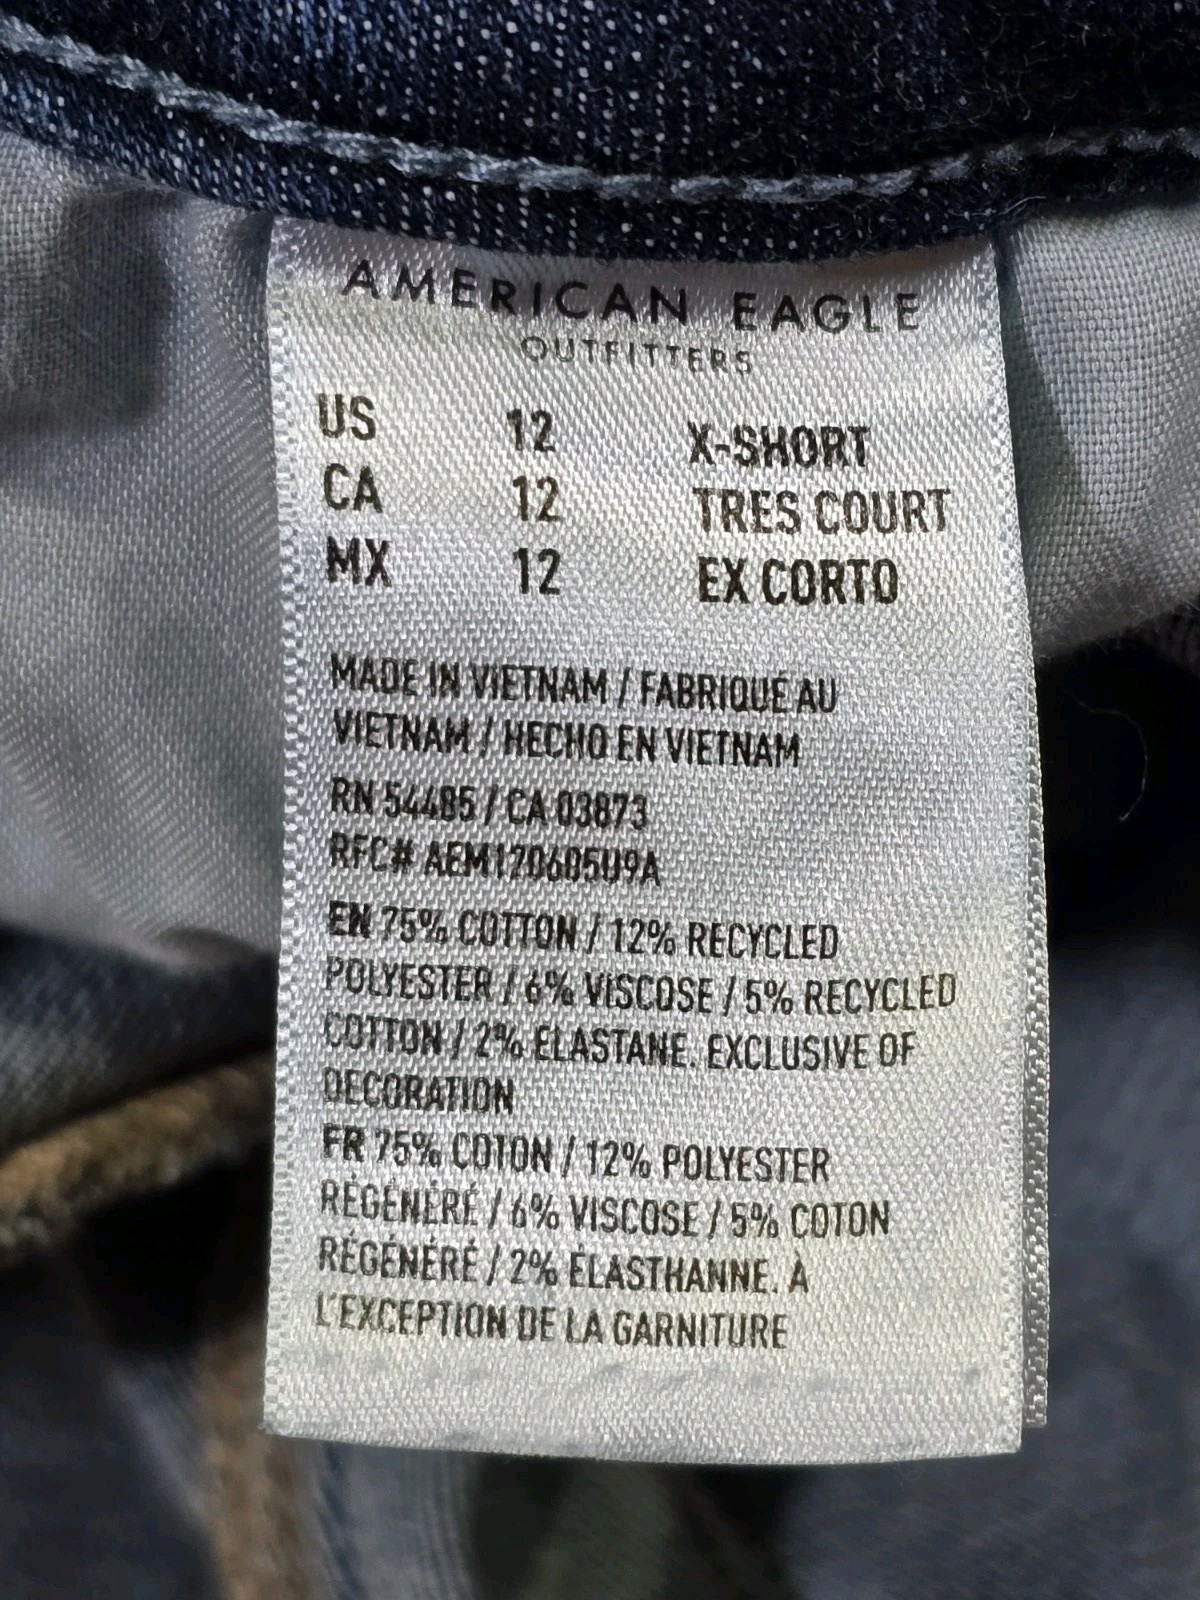 AMERICAN EAGLE
OUTFITTERS
US 12 X-SHORT
CA 12 TRES COURT
MX 12 EX CORTO
MADE IN VIETNAM / FABRIQUÉ AU
VIETNAM / HECHO EN VIETNAM
RN 54485 / CA 03873
RFC# AEM120605U9A
EN 75% COTTON / 12% RECYCLED
POLYESTER / 6% VISCOSE / 5% RECYCLED
COTTON / 2% ELASTANE. EXCLUSIVE OF
DECORATION
FR 75% COTON / 12% POLYESTER
RÉGÉNÉRÉ / 6% VISCOSE / 5% COTON
RÉGÉNÉRÉ / 2% ÉLASTHANNE. À
L'EXCEPTION DE LA GARNITURE